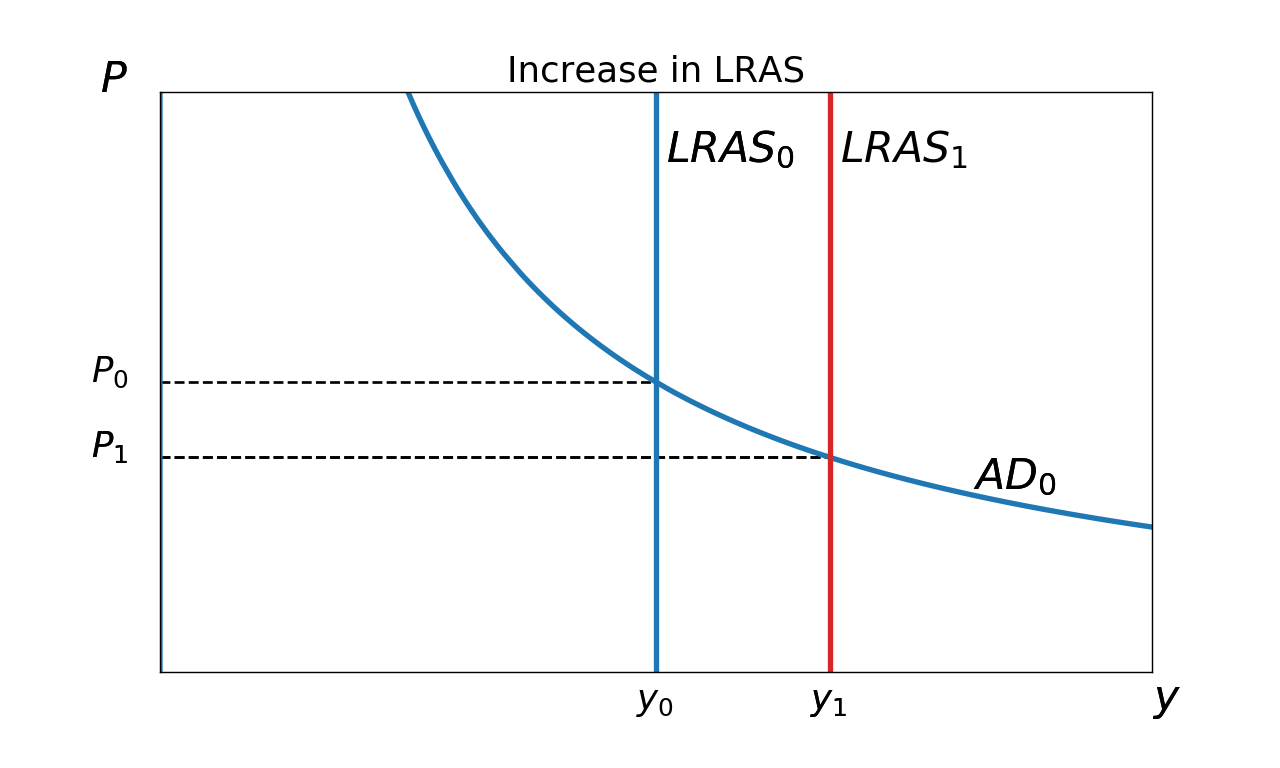 Increase in LRAS
P
LRAS₀ LRAS₁
P₀
P₁
AD₀
y₀ y₁ y